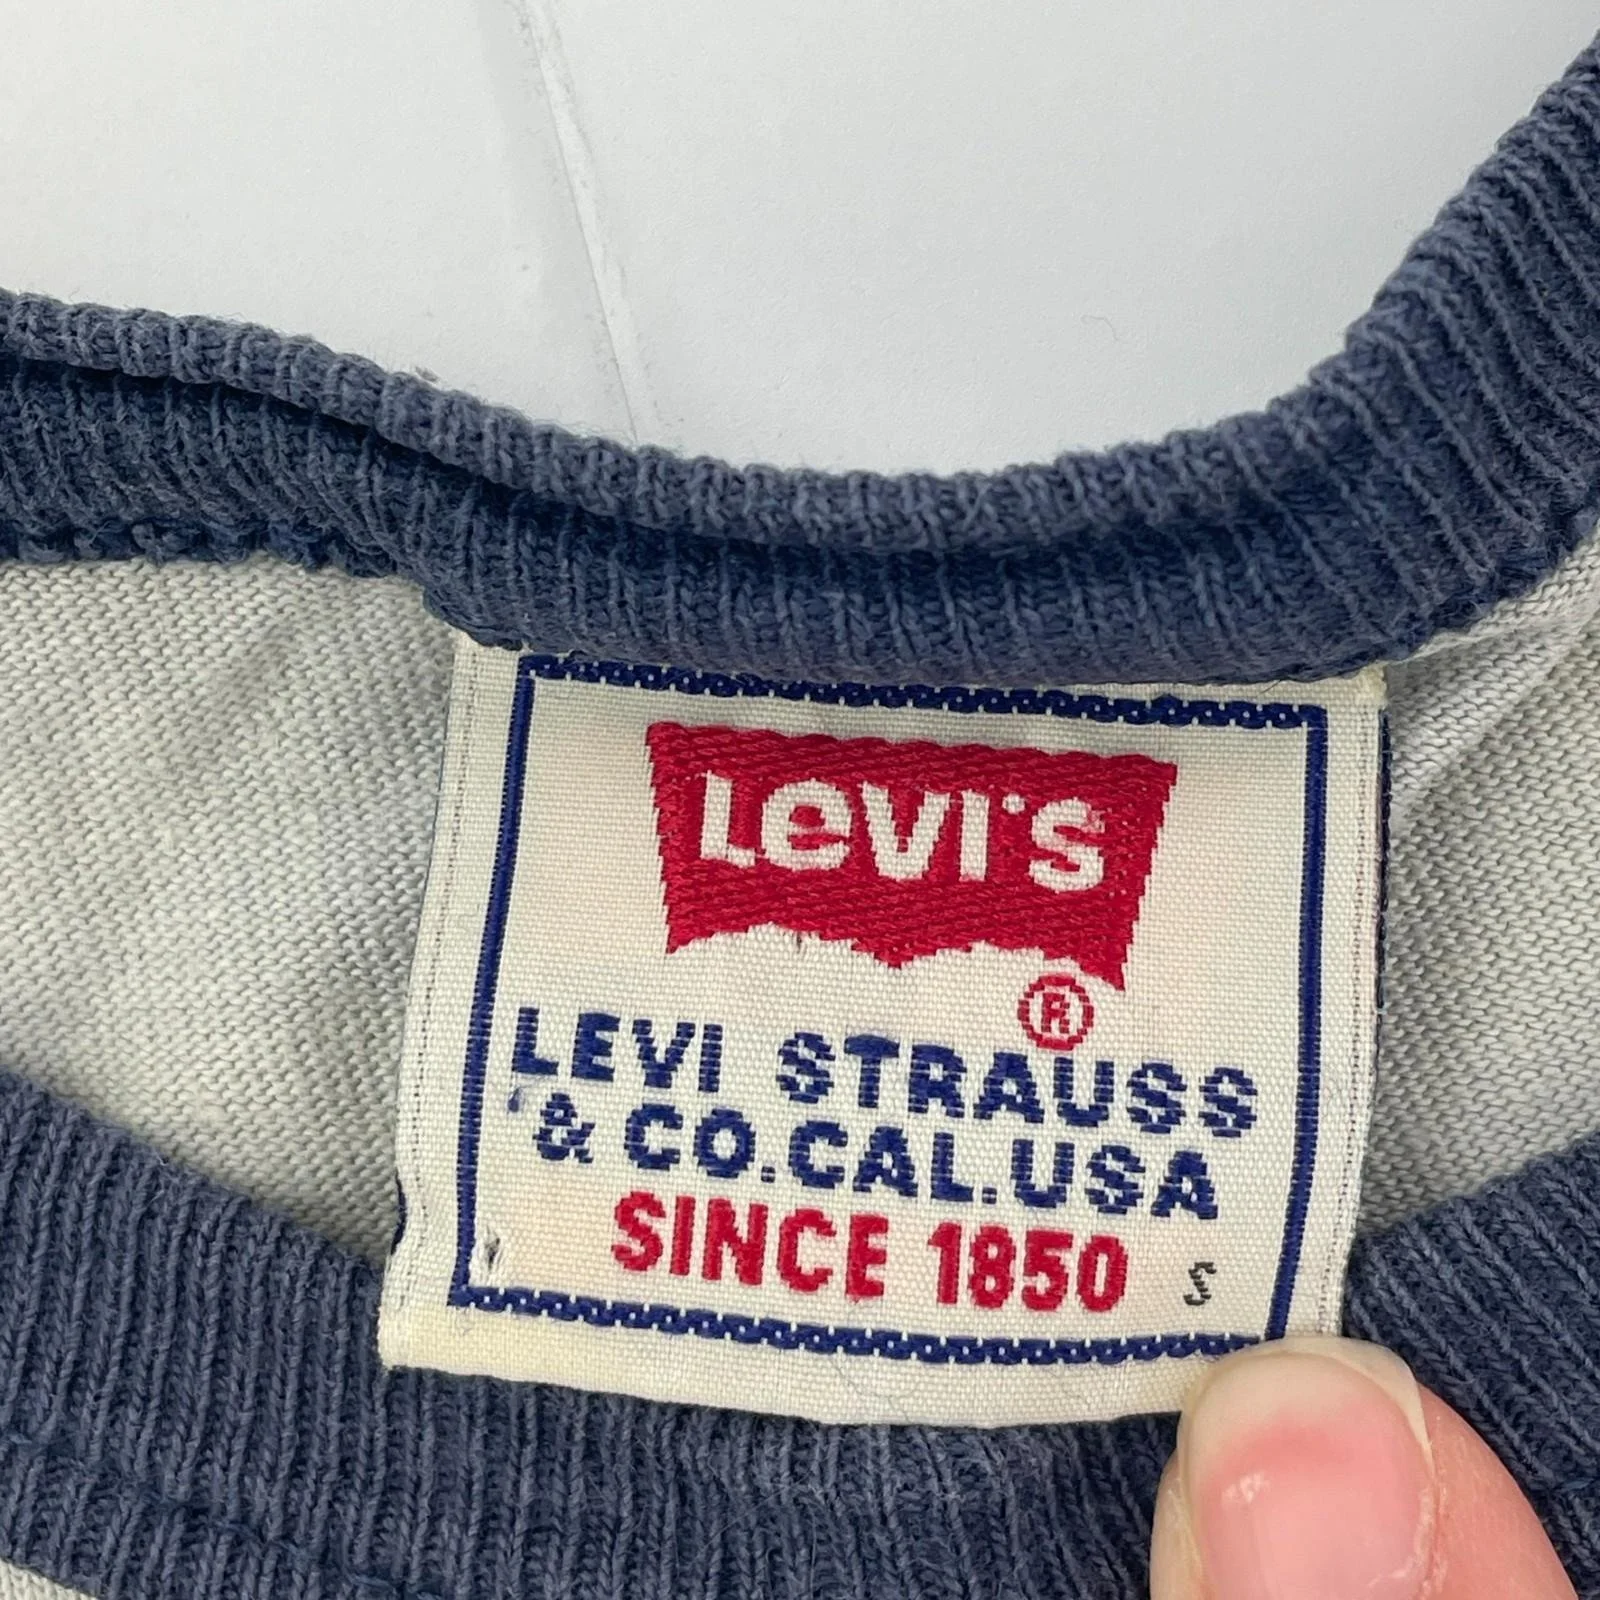 LEVI'S
®
LEVI STRAUSS
& CO.CAL.USA
SINCE 1850 S